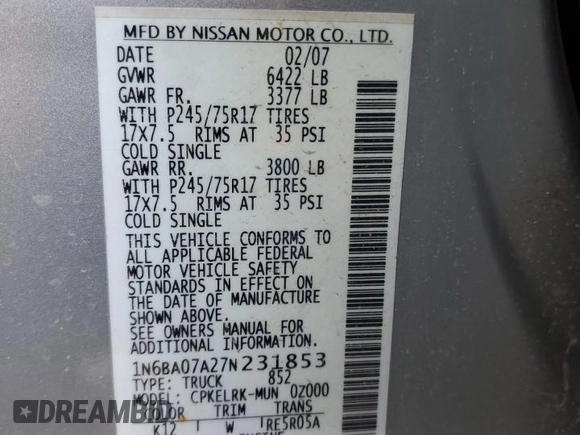 MFD BY NISSAN MOTOR CO., LTD.
DATE 02/07
GVWR 6422 LB
GAWR FR. 3377 LB
WITH P245/75R17 TIRES
17X7.5 RIMS AT 35 PSI
COLD SINGLE
GAWR RR. 3800 LB
WITH P245/75R17 TIRES
17X7.5 RIMS AT 35 PSI
COLD SINGLE
THIS VEHICLE CONFORMS TO
ALL APPLICABLE FEDERAL
MOTOR VEHICLE SAFETY
STANDARDS IN EFFECT ON
THE DATE OF MANUFACTURE
SHOWN ABOVE.
SEE OWNERS MANUAL FOR
ADDITIONAL INFORMATION.
1N6BA07A27N231853
TYPE: TRUCK 852
MODEL: CPKELRK-MUN 0Z000
COLOR TRIM TRANS
K12 W RE5R05A
DREAMBID